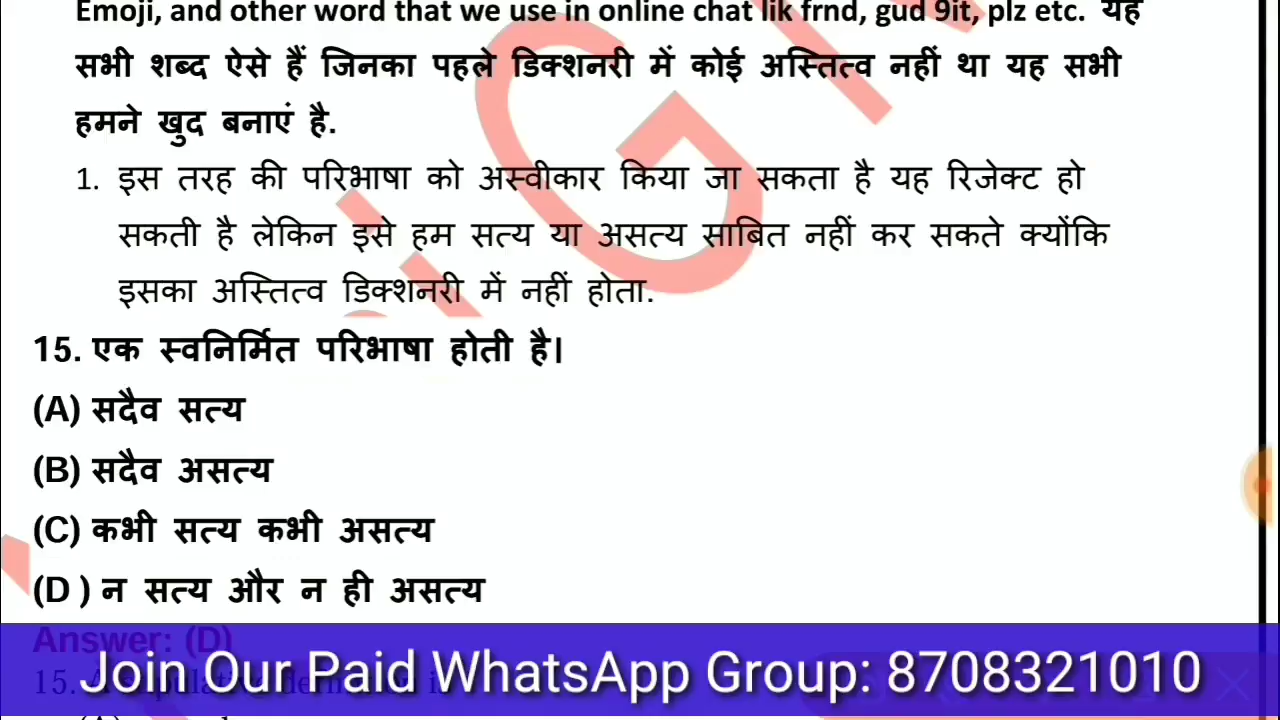 Emoji, and other word that we use in online chat lik frnd, gud 9it, plz etc. यह
सभी शब्द ऐसे हैं जिनका पहले डिक्शनरी में कोई अस्तित्व नहीं था यह सभी
हमने खुद बनाएं है.
1. इस तरह की परिभाषा को अस्वीकार किया जा सकता है यह रिजेक्ट हो
सकती है लेकिन इसे हम सत्य या असत्य साबित नहीं कर सकते क्योंकि
इसका अस्तित्व डिक्शनरी में नहीं होता.
15. एक स्वनिर्मित परिभाषा होती है।
(A) सदैव सत्य
(B) सदैव असत्य
(C) कभी सत्य कभी असत्य
(D ) न सत्य और न ही असत्य
Answer: (D)
Join Our Paid WhatsApp Group: 8708321010
15.